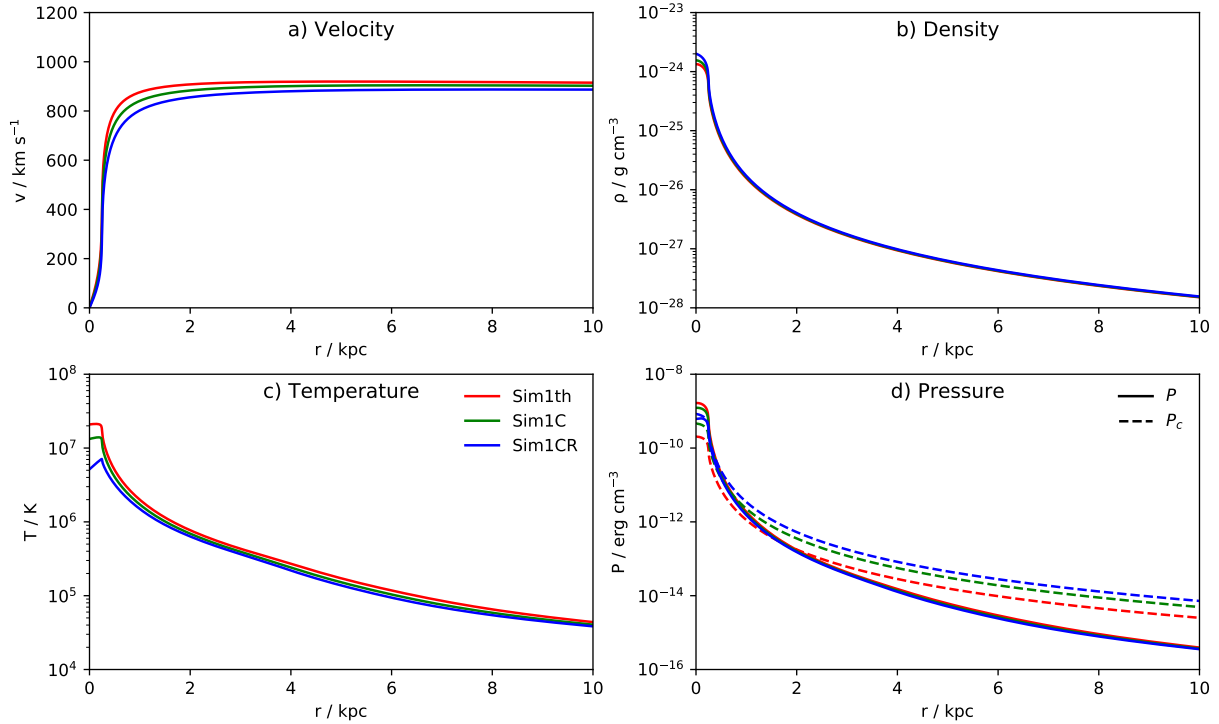 a) Velocity
v / km s⁻¹
1200
1000
800
600
400
200
0
0 2 4 6 8 10
r / kpc
b) Density
ρ / g cm⁻³
10⁻²³
10⁻²⁴
10⁻²⁵
10⁻²⁶
10⁻²⁷
10⁻²⁸
0 2 4 6 8 10
r / kpc
c) Temperature
T / K
10⁸
10⁷
10⁶
10⁵
10⁴
Sim1th
Sim1C
Sim1CR
0 2 4 6 8 10
r / kpc
d) Pressure
P / erg cm⁻³
10⁻⁸
10⁻¹⁰
10⁻¹²
10⁻¹⁴
10⁻¹⁶
P
P_c
0 2 4 6 8 10
r / kpc